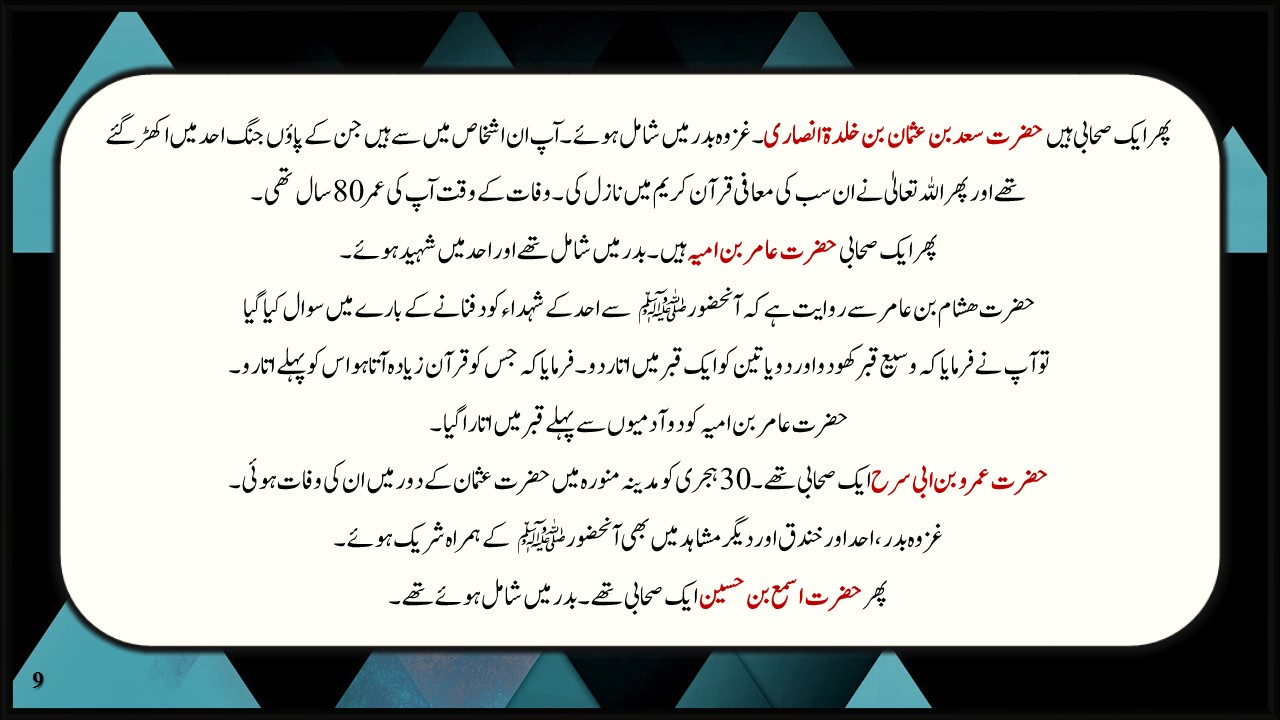 پھر ایک صحابی ہیں حضرت سعد بن عثمان بن خلدۃ انصاری۔ غزوہ بدر میں شامل ہوئے۔ آپ ان اشخاص میں سے ہیں جن کے پاؤں جنگ احد میں اکھڑ گئے
تھے اور پھر اللہ تعالیٰ نے ان سب کی معافی قرآن کریم میں نازل کی۔ وفات کے وقت آپ کی عمر 80 سال تھی۔
پھر ایک صحابی حضرت عامر بن امیہ ہیں۔ بدر میں شامل تھے اور احد میں شہید ہوئے۔
حضرت ھشام بن عامر سے روایت ہے کہ آنحضورﷺ سے احد کے شہداء کو دفنانے کے بارے میں سوال کیا گیا
تو آپ نے فرمایا کہ وسیع قبر کھودو اور دو یا تین کو ایک قبر میں اتار دو۔ فرمایا کہ جس کو قرآن زیادہ آتا ہو اس کو پہلے اتارو۔
حضرت عامر بن امیہ کو دو آدمیوں سے پہلے قبر میں اتارا گیا۔
حضرت عمرو بن ابی سرح ایک صحابی تھے۔ 30 ہجری کو مدینہ منورہ میں حضرت عثمان کے دور میں ان کی وفات ہوئی۔
غزوہ بدر، احد اور خندق اور دیگر مشاہد میں بھی آنحضورﷺ کے ہمراہ شریک ہوئے۔
پھر حضرت اسمع بن حسین ایک صحابی تھے۔ بدر میں شامل ہوئے تھے۔
9